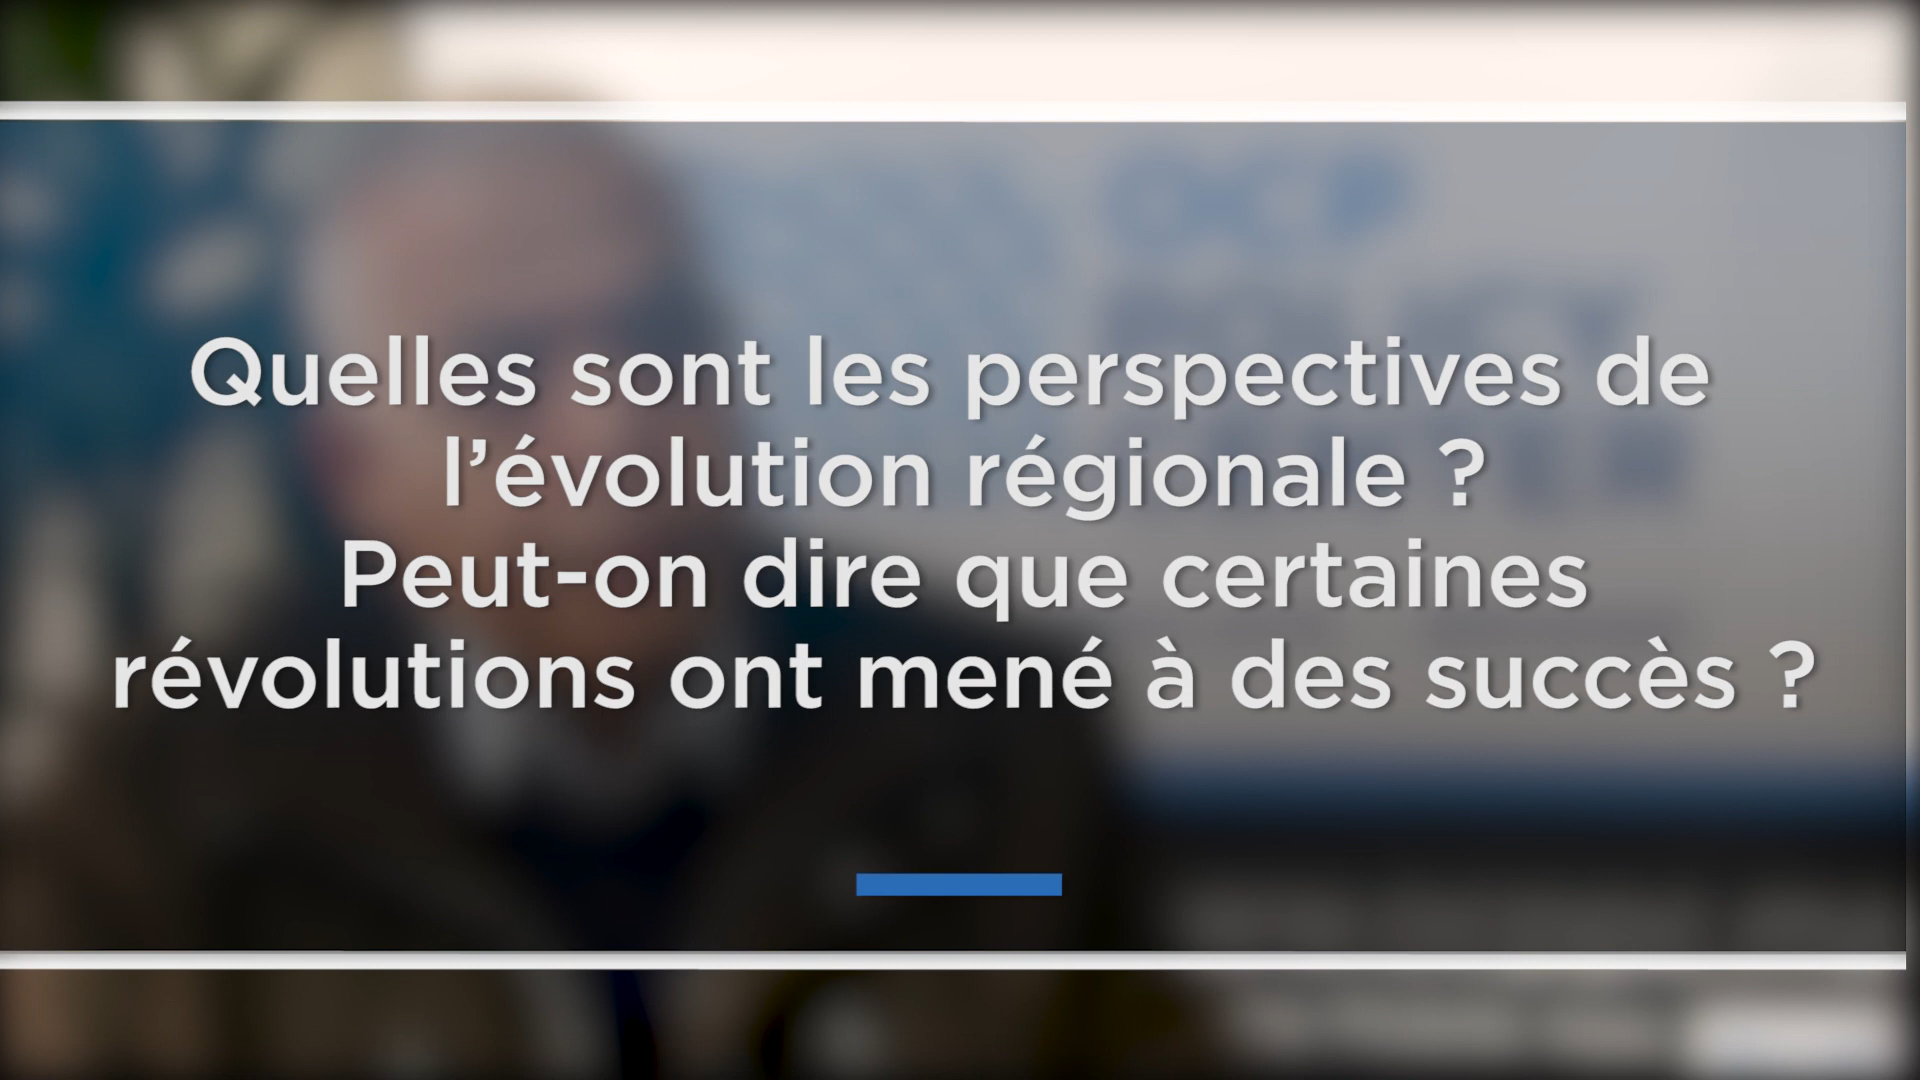 Quelles sont les perspectives de
l’évolution régionale ?
Peut-on dire que certaines
révolutions ont mené à des succès ?